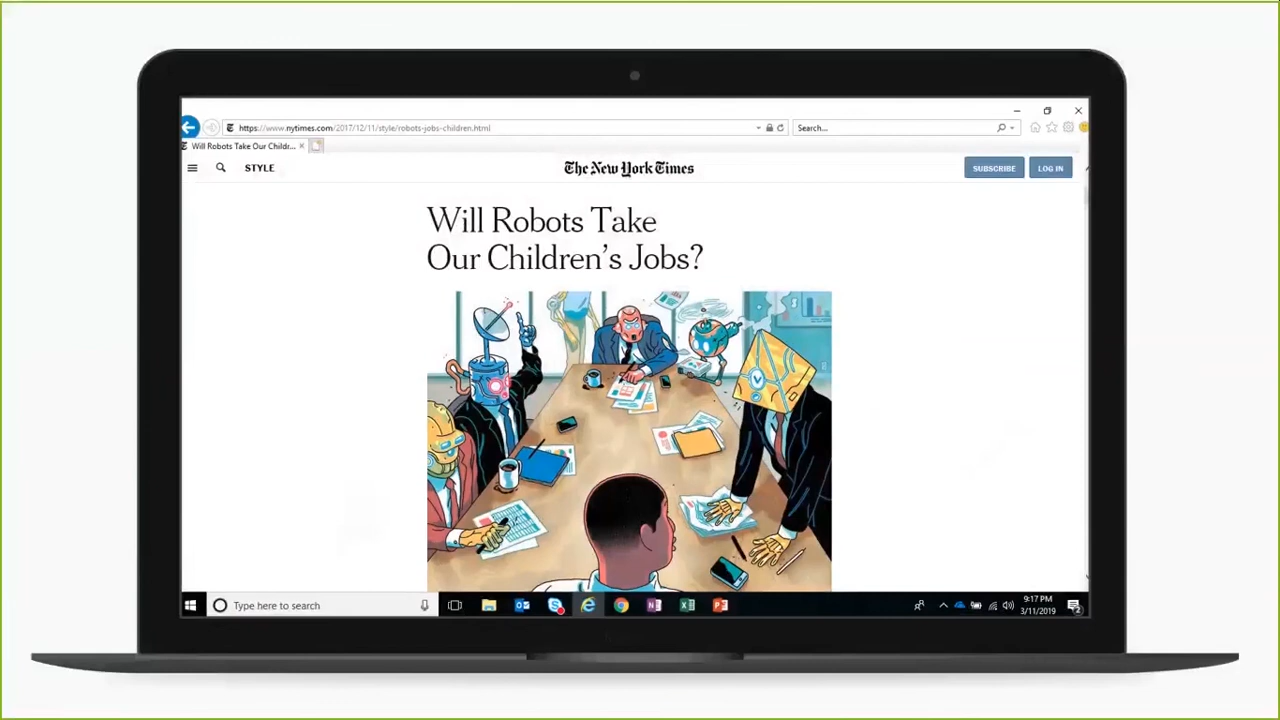 https://www.nytimes.com/2017/12/11/style/robots-jobs-children.html
Search...
Will Robots Take Our Childr...
STYLE
The New York Times
SUBSCRIBE
LOG IN
Will Robots Take
Our Children's Jobs?
Type here to search
9:17 PM
3/11/2019
2